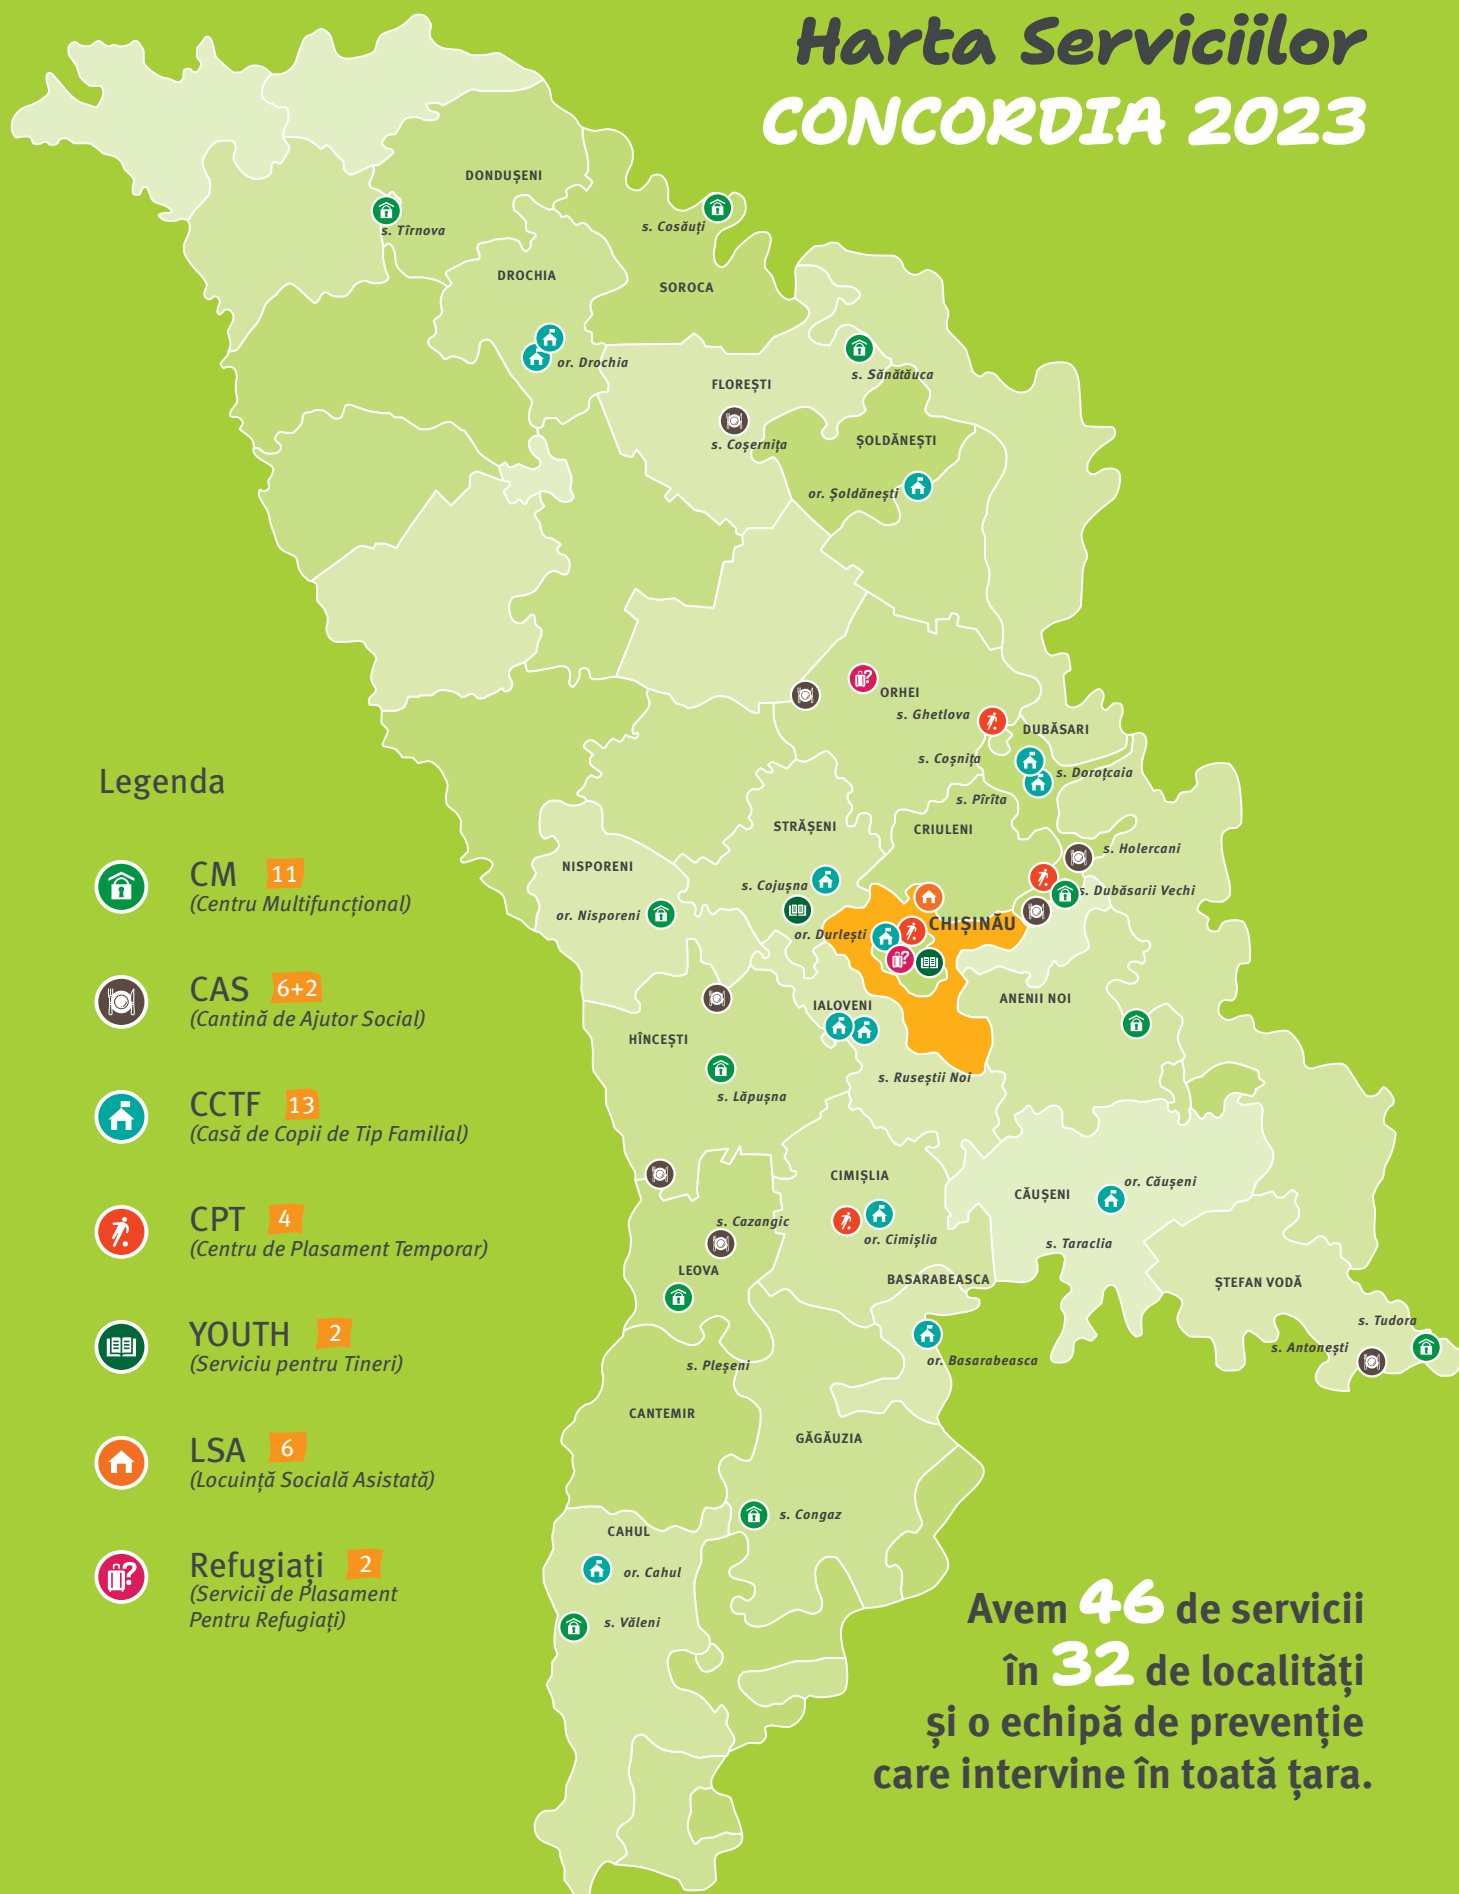 Harta Serviciilor
CONCORDIA 2023
DONDUȘENI
s. Tîrnova
s. Cosăuți
DROCHIA
SOROCA
or. Drochia
s. Sănătăuca
FLOREȘTI
s. Coșernița
ȘOLDĂNEȘTI
or. Șoldănești
ORHEI
s. Ghetlova
DUBĂSARI
s. Coșnița
s. Doroțcaia
s. Pîrîta
STRĂȘENI
CRIULENI
s. Holercani
NISPORENI
s. Cojușna
s. Dubăsarii Vechi
or. Nisporeni
or. Durlești
CHIȘINĂU
IALOVENI
ANENII NOI
HÎNCEȘTI
s. Ruseștii Noi
s. Lăpușna
CIMIȘLIA
CĂUȘENI
or. Căușeni
s. Cazangic
or. Cimișlia
s. Taraclia
LEOVA
BASARABEASCA
ȘTEFAN VODĂ
s. Tudora
s. Antonești
s. Pleșeni
or. Basarabeasca
CANTEMIR
GĂGĂUZIA
s. Congaz
CAHUL
or. Cahul
s. Văleni
Legenda
CM 11
(Centru Multifuncțional)
CAS 6+2
(Cantină de Ajutor Social)
CCTF 13
(Casă de Copii de Tip Familial)
CPT 4
(Centru de Plasament Temporar)
YOUTH 2
(Serviciu pentru Tineri)
LSA 6
(Locuință Socială Asistată)
Refugiați 2
(Servicii de Plasament
Pentru Refugiați)
Avem 46 de servicii
în 32 de localități
și o echipă de prevenție
care intervine în toată țara.